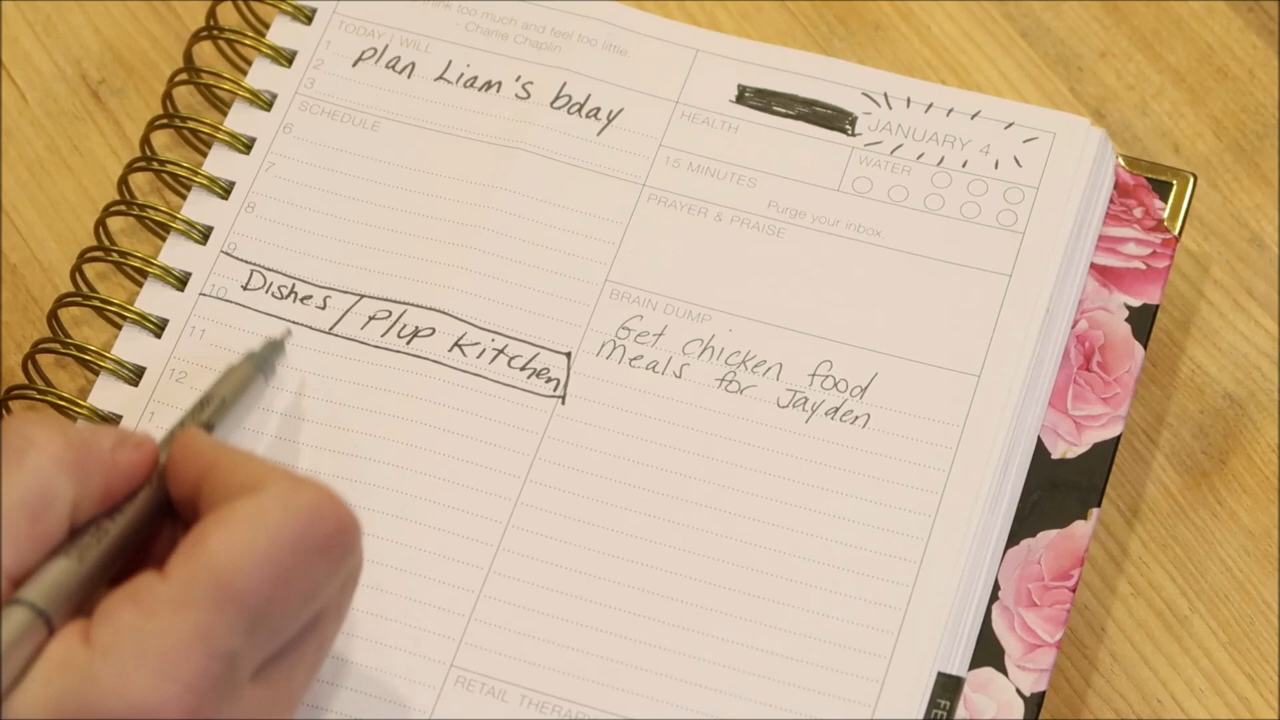 think too much and feel too little.
- Charlie Chaplin
TODAY I WILL
1
plan Liam's bday
2
3
JANUARY 4
HEALTH
WATER
15 MINUTES
Purge your inbox.
SCHEDULE
6
7
8
9
10
Dishes/Plup Kitchen
11
12
1
PRAYER & PRAISE
BRAIN DUMP
Get chicken food
meals for Jayden
RETAIL THERAPY
FE